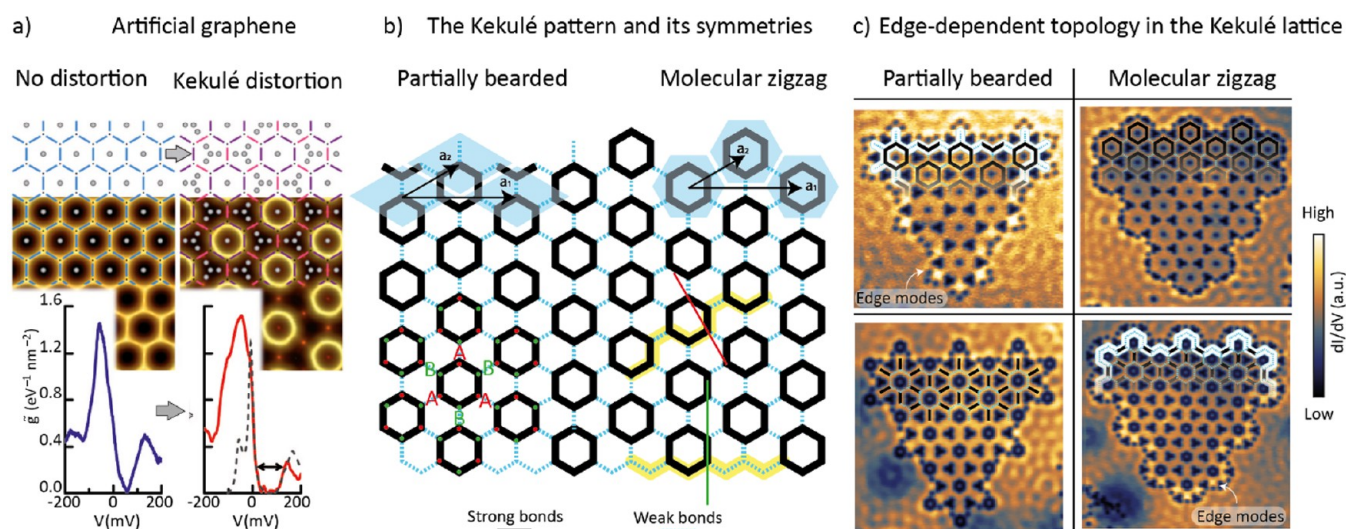 a) Artificial graphene
No distortion Kekulé distortion
g̃ (eV⁻¹ nm⁻²)
1.6
1.2
0.8
0.4
0.0
-200 0 200
V(mV)
-200 0 200
V(mV)
b) The Kekulé pattern and its symmetries
Partially bearded Molecular zigzag
a₂
a₁
a₂
a₁
A
B B
A A
B
Strong bonds Weak bonds
c) Edge-dependent topology in the Kekulé lattice
Partially bearded Molecular zigzag
Edge modes
Edge modes
High
dI/dV (a.u.)
Low